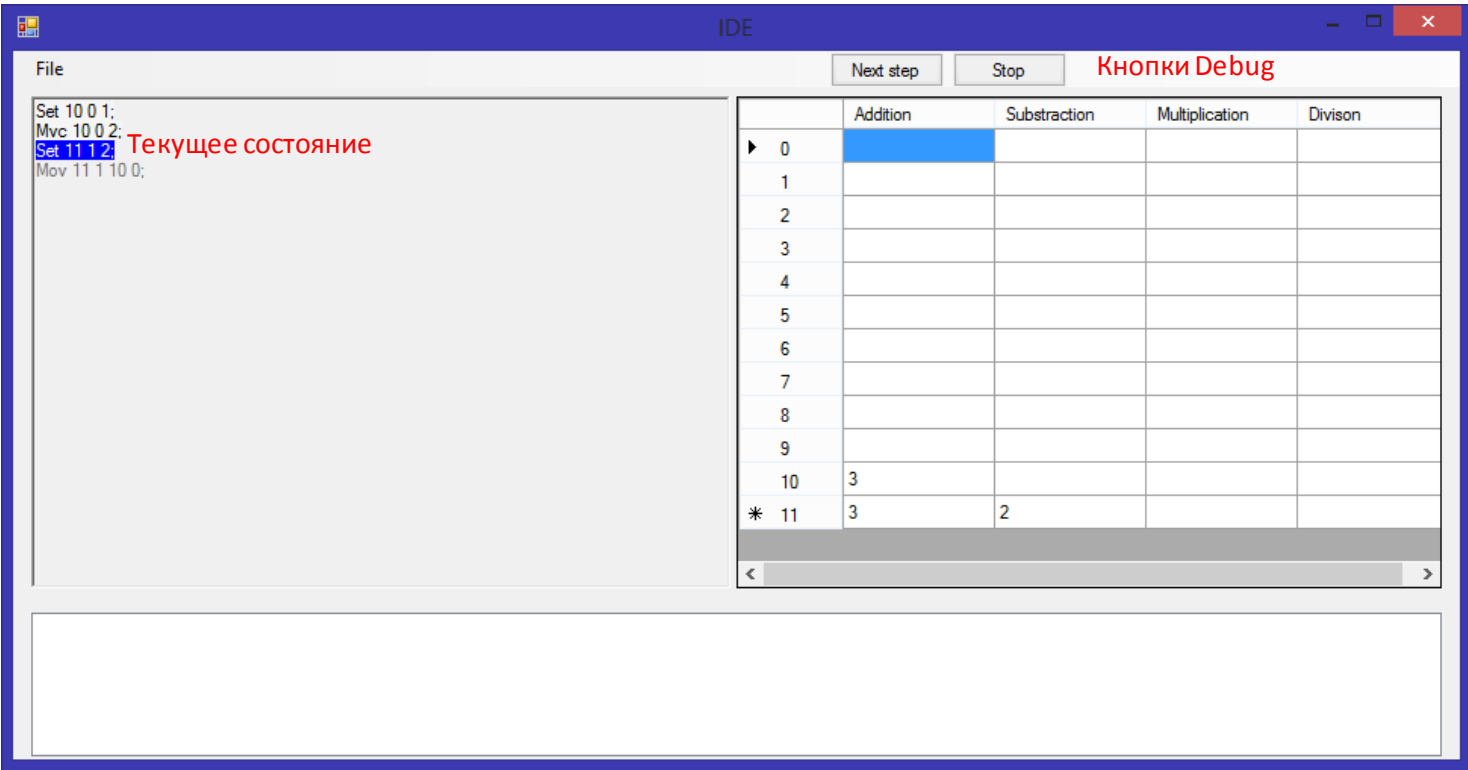 IDE
File
Next step
Stop
Кнопки Debug
Set 10 0 1;
Mvc 10 0 2;
Set 11 1 2;
Текущее состояние
Mov 11 1 10 0;
Addition Substraction Multiplication Divison
0
1
2
3
4
5
6
7
8
9
10 3
11 3 2